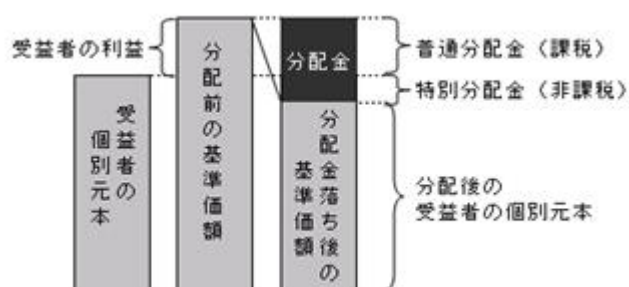 受益者の利益
受益者の
個別元本
分配前の基準価額
分配金
分配金落ち後の
基準価額
普通分配金（課税）
特別分配金（非課税）
分配後の
受益者の個別元本